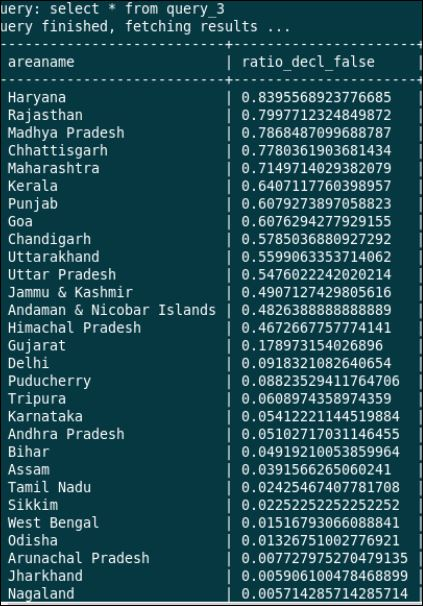 uery: select * from query_3
uery finished, fetching results ...
areaname | ratio_decl_false
Haryana | 0.8395568923776685
Rajasthan | 0.7997712324849872
Madhya Pradesh | 0.7868487099688787
Chhattisgarh | 0.7780361903681434
Maharashtra | 0.7149714029382079
Kerala | 0.6407117760398957
Punjab | 0.6079273897058823
Goa | 0.6076294277929155
Chandigarh | 0.5785036880927292
Uttarakhand | 0.5599063353714062
Uttar Pradesh | 0.5476022242020214
Jammu & Kashmir | 0.4907127429805616
Andaman & Nicobar Islands | 0.4826388888888889
Himachal Pradesh | 0.4672667757774141
Gujarat | 0.178973154026896
Delhi | 0.0918321082640654
Puducherry | 0.08823529411764706
Tripura | 0.0608974358974359
Karnataka | 0.05412221144519884
Andhra Pradesh | 0.05102717031146455
Bihar | 0.04919210053859964
Assam | 0.0391566265060241
Tamil Nadu | 0.02425467407781708
Sikkim | 0.02252252252252252
West Bengal | 0.01516793066088841
Odisha | 0.01326751002776921
Arunachal Pradesh | 0.007727975270479135
Jharkhand | 0.005906100478468899
Nagaland | 0.005714285714285714